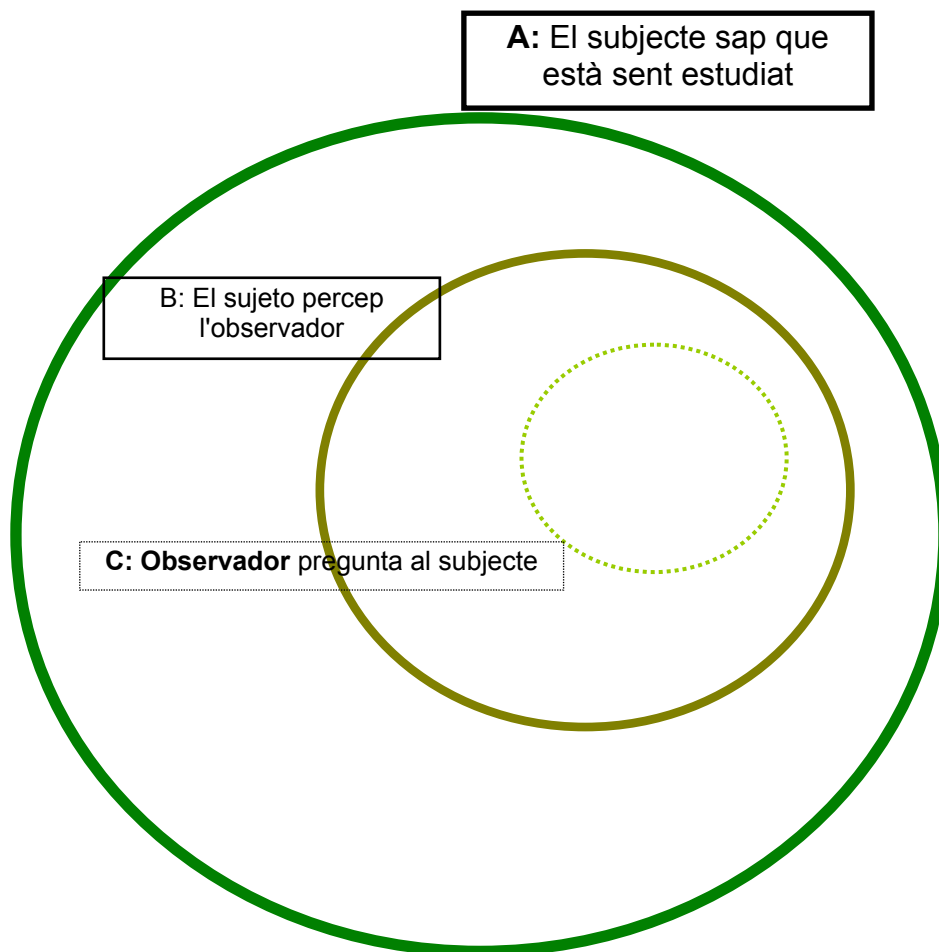 A: El subjecte sap que
està sent estudiat
B: El sujeto percep
l'observador
C: Observador pregunta al subjecte